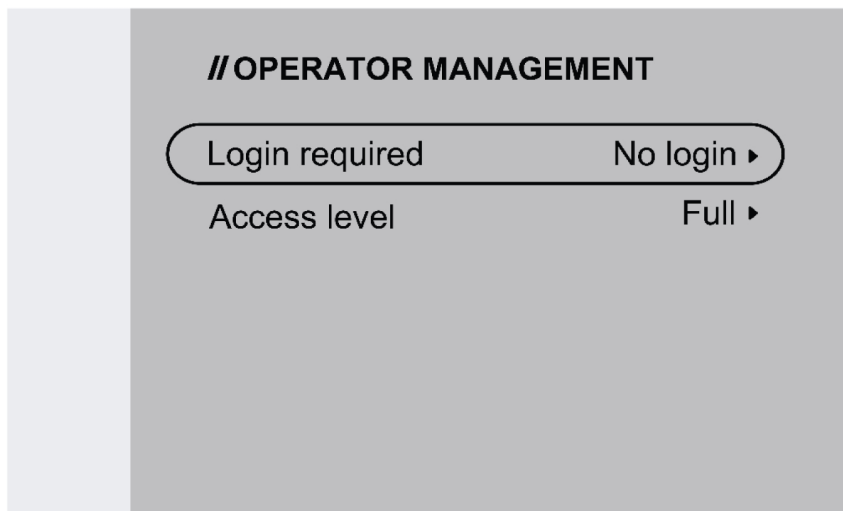 // OPERATOR MANAGEMENT
Login required No login ▸
Access level Full ▸